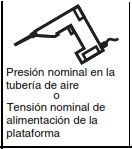 Presión nominal en la
tubería de aire
o
Tensión nominal de
alimentación de la
plataforma